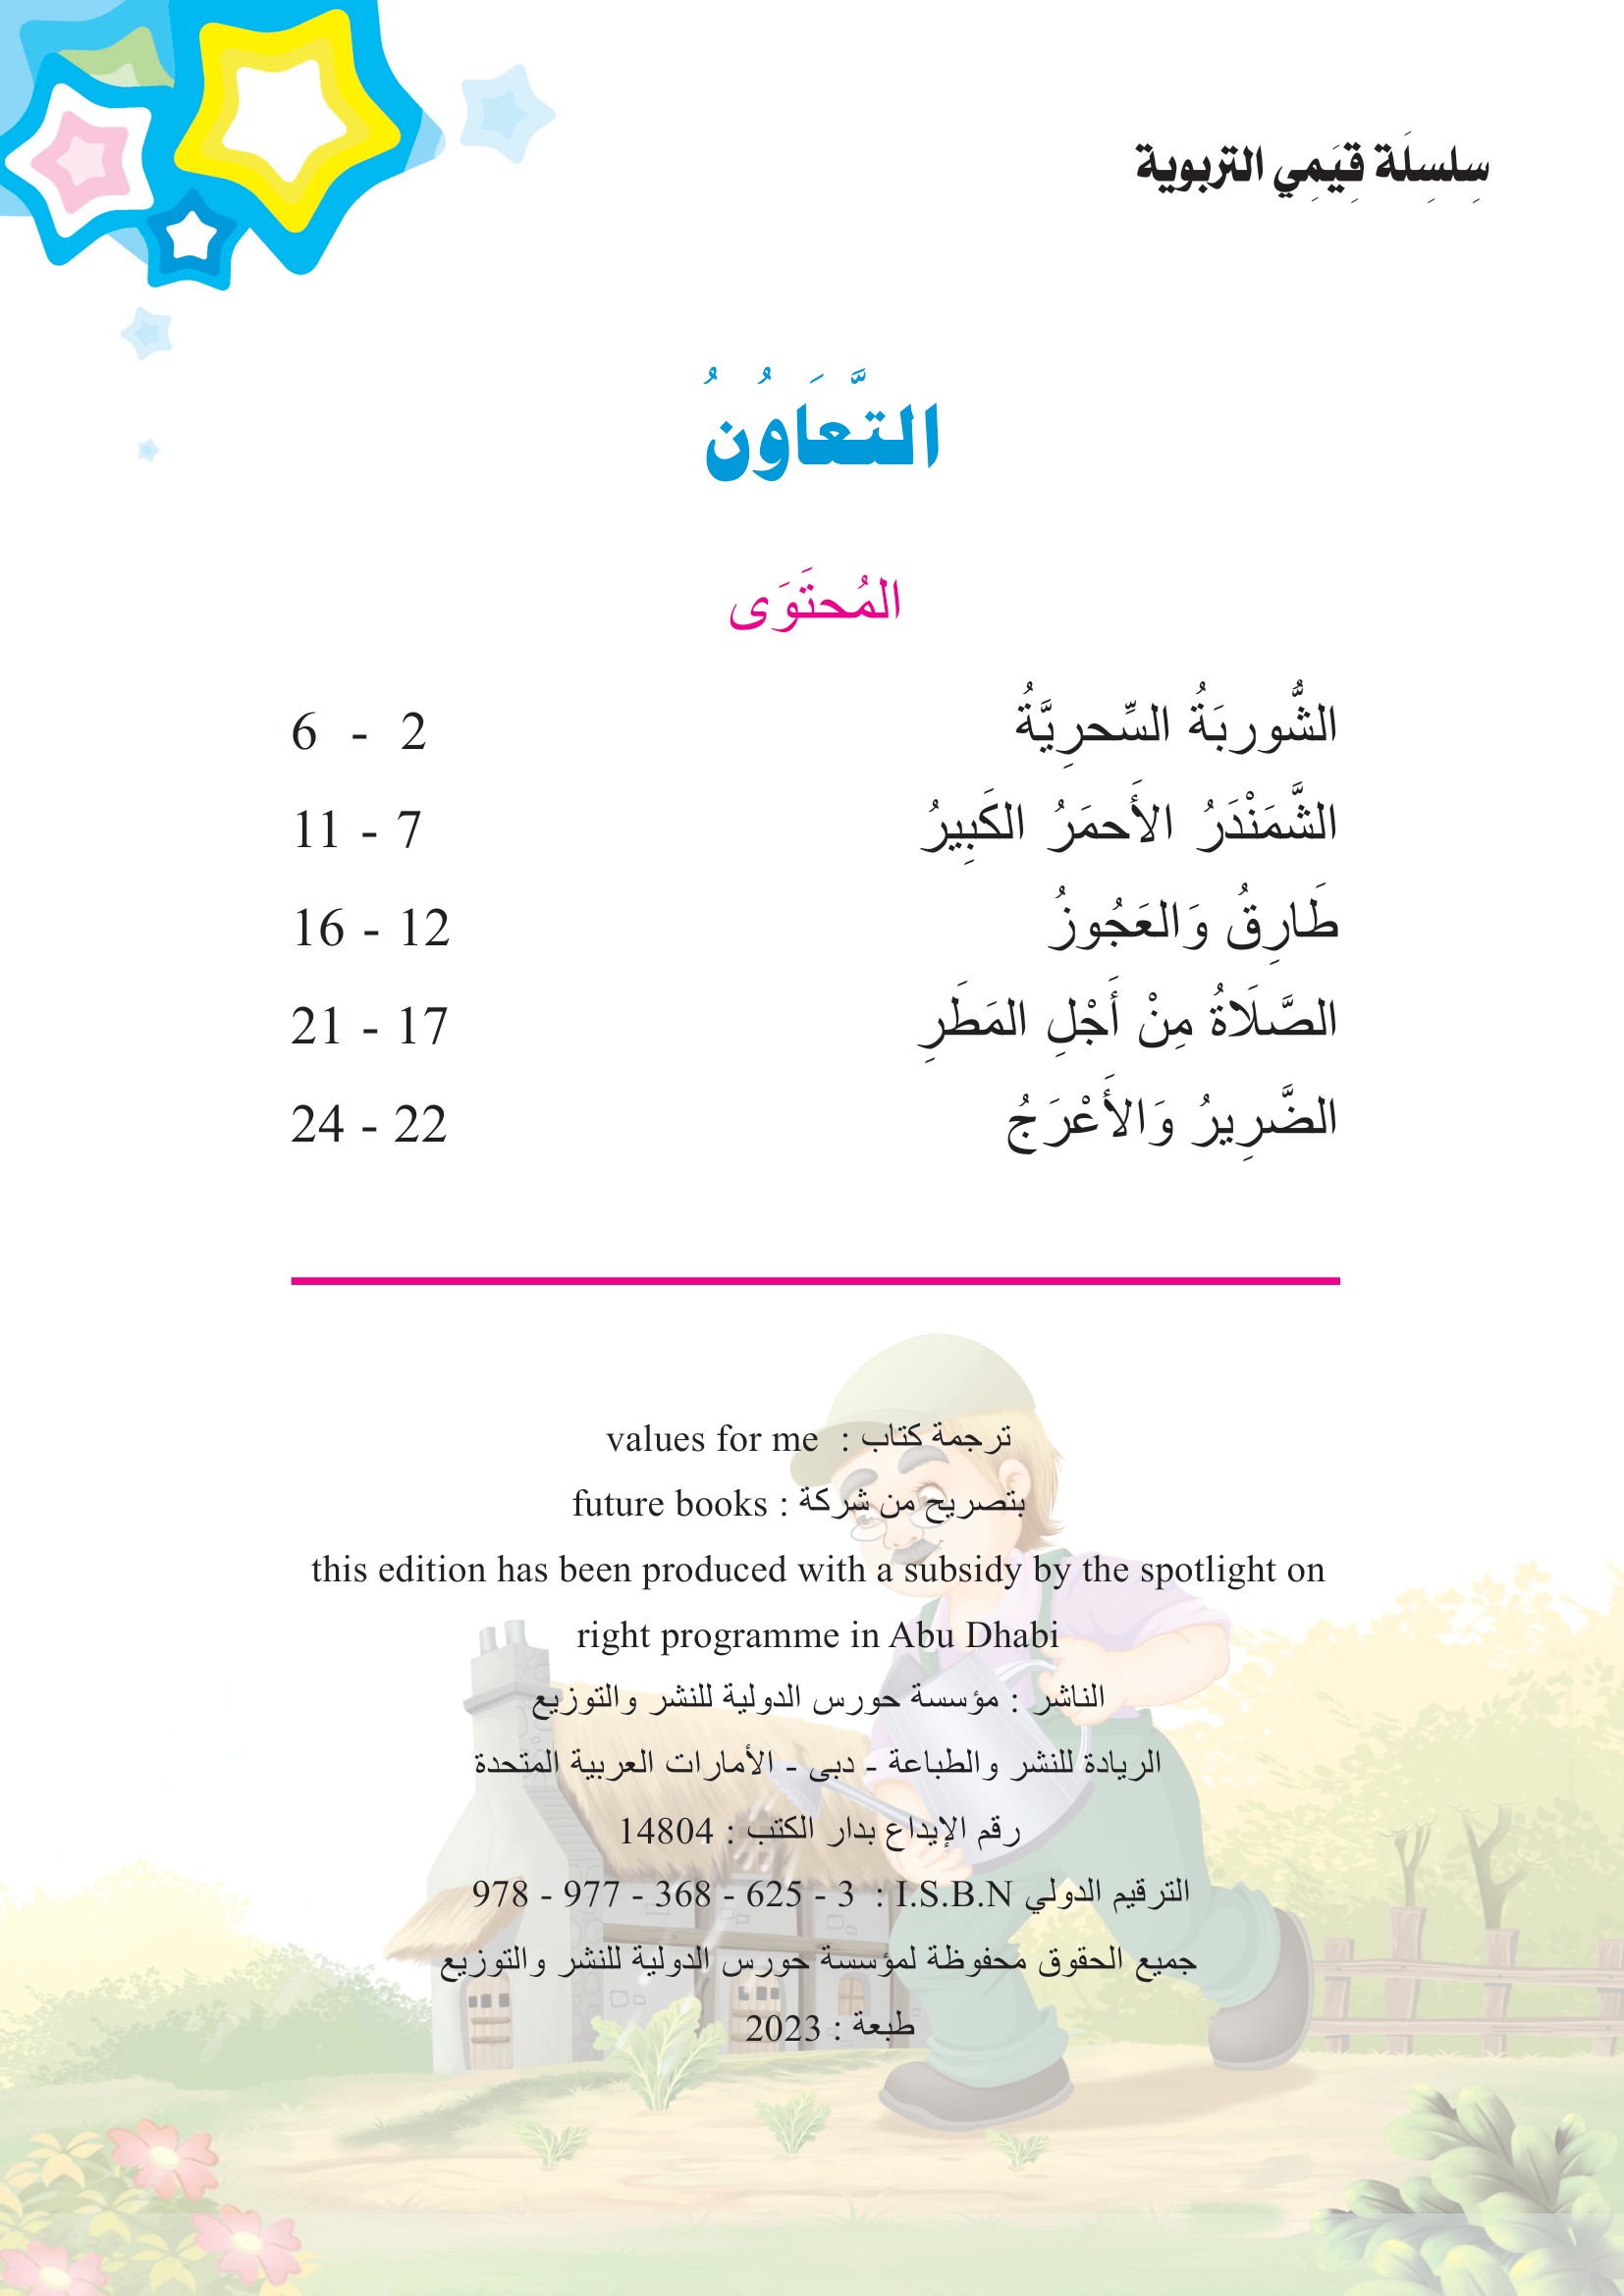 سِلسِلَة قِيَمِي التربوية
التَّعَاوُنُ
المُحتَوَى
الشُّوربَةُ السِّحرِيَّةُ 2 - 6
الشَّمَنْدَرُ الأَحمَرُ الكَبِيرُ 7 - 11
طَارِقُ وَالعَجُوزُ 12 - 16
الصَّلَاةُ مِنْ أَجْلِ المَطَرِ 17 - 21
الضَّرِيرُ وَالأَعْرَجُ 22 - 24
ترجمة كتاب : values for me
بتصريح من شركة : future books
this edition has been produced with a subsidy by the spotlight on
right programme in Abu Dhabi
الناشر : مؤسسة حورس الدولية للنشر والتوزيع
الريادة للنشر والطباعة - دبى - الأمارات العربية المتحدة
رقم الإيداع بدار الكتب : 14804
الترقيم الدولي I.S.B.N : 978 - 977 - 368 - 625 - 3
جميع الحقوق محفوظة لمؤسسة حورس الدولية للنشر والتوزيع
طبعة : 2023